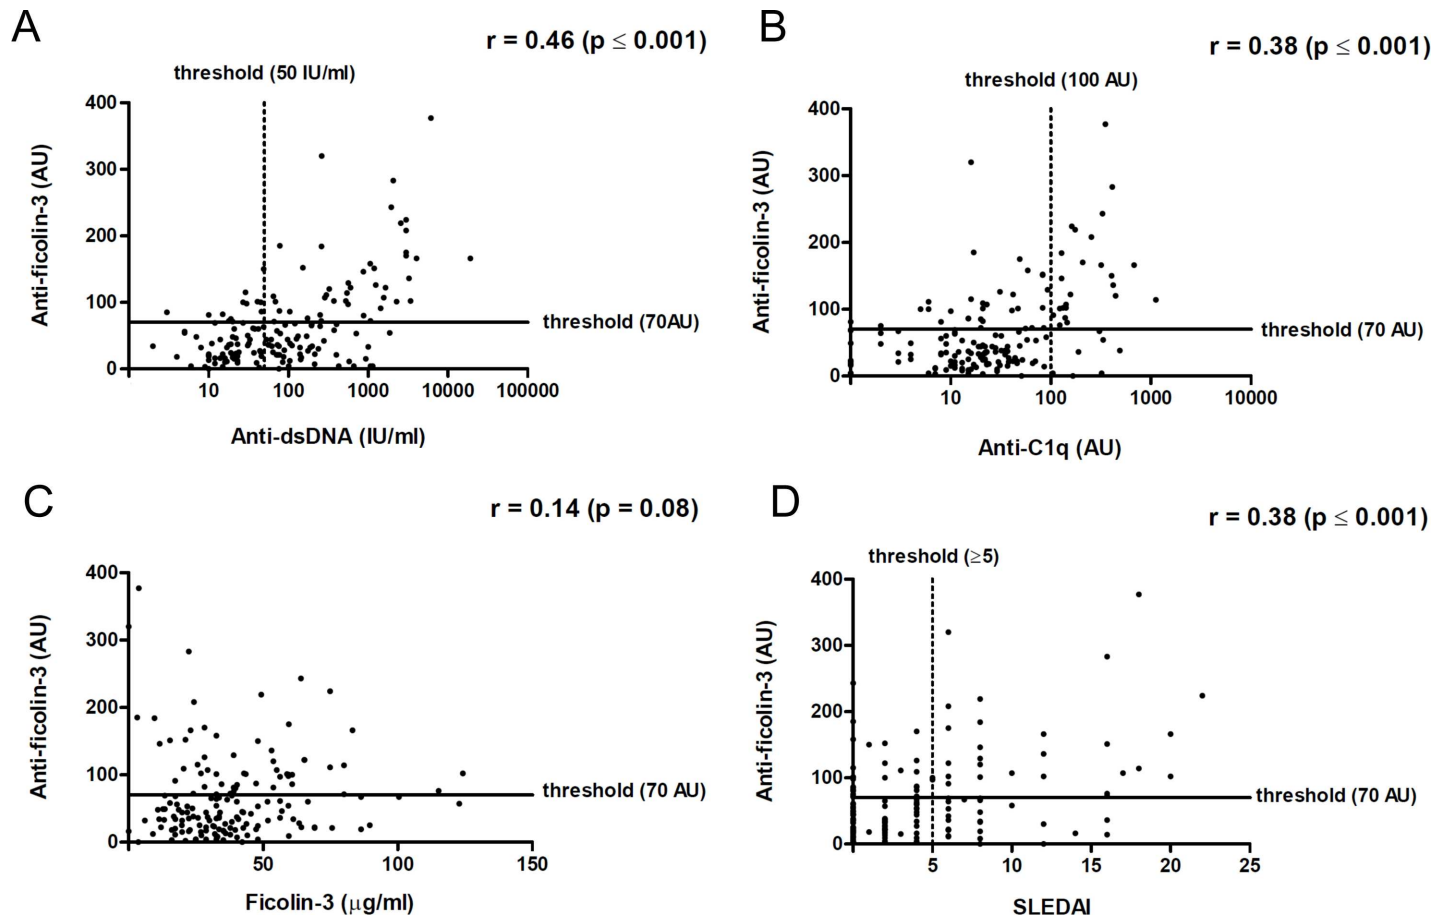 A
r = 0.46 (p ≤ 0.001)
threshold (50 IU/ml)
400
300
200
100
0
Anti-ficolin-3 (AU)
threshold (70AU)
10
100
1000
10000
100000
Anti-dsDNA (IU/ml)
B
r = 0.38 (p ≤ 0.001)
threshold (100 AU)
400
300
200
100
0
Anti-ficolin-3 (AU)
threshold (70 AU)
10
100
1000
10000
Anti-C1q (AU)
C
r = 0.14 (p = 0.08)
400
300
200
100
0
Anti-ficolin-3 (AU)
threshold (70 AU)
50
100
150
Ficolin-3 (μg/ml)
D
r = 0.38 (p ≤ 0.001)
threshold (≥5)
400
300
200
100
0
Anti-ficolin-3 (AU)
threshold (70 AU)
5
10
15
20
25
SLEDAI